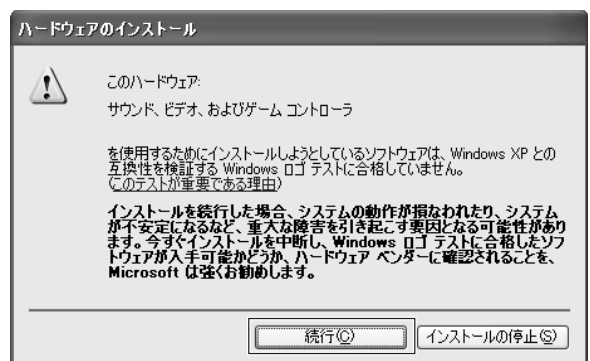 ハードウェアのインストール
このハードウェア:
サウンド、ビデオ、およびゲーム コントローラ
を使用するためにインストールしようとしているソフトウェアは、Windows XP との
互換性を検証する Windows ロゴ テストに合格していません。
(このテストが重要である理由)
インストールを続行した場合、システムの動作が損なわれたり、システム
が不安定になるなど、重大な障害を引き起こす要因となる可能性があり
ます。今すぐインストールを中断し、Windows ロゴ テストに合格したソフ
トウェアが入手可能かどうか、ハードウェア ベンダーに確認されることを、
Microsoft は強くお勧めします。
続行(C)
インストールの停止(S)